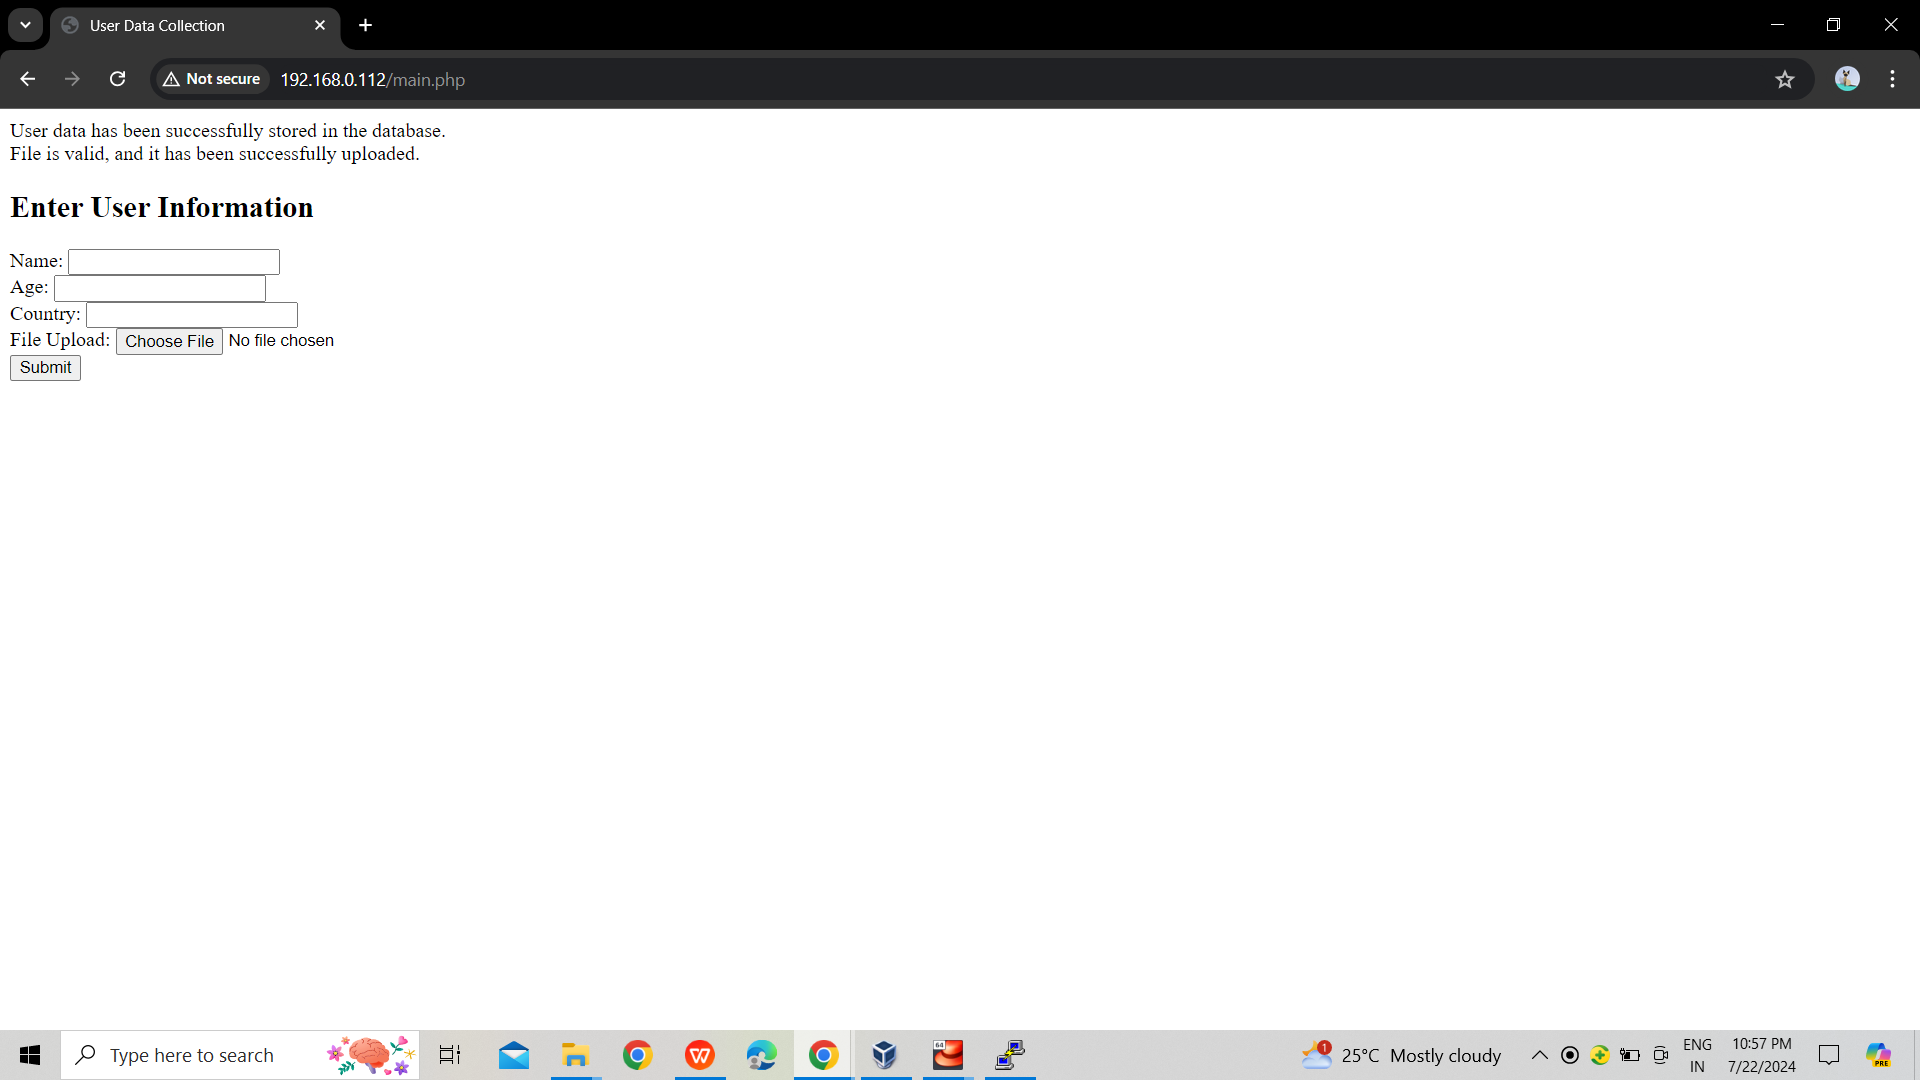 User Data Collection
Not secure 192.168.0.112/main.php
User data has been successfully stored in the database.
File is valid, and it has been successfully uploaded.
Enter User Information
Name:
Age:
Country:
File Upload: Choose File No file chosen
Submit
Type here to search
W
64
1
25°C Mostly cloudy
ENG
IN
10:57 PM
7/22/2024
PRE